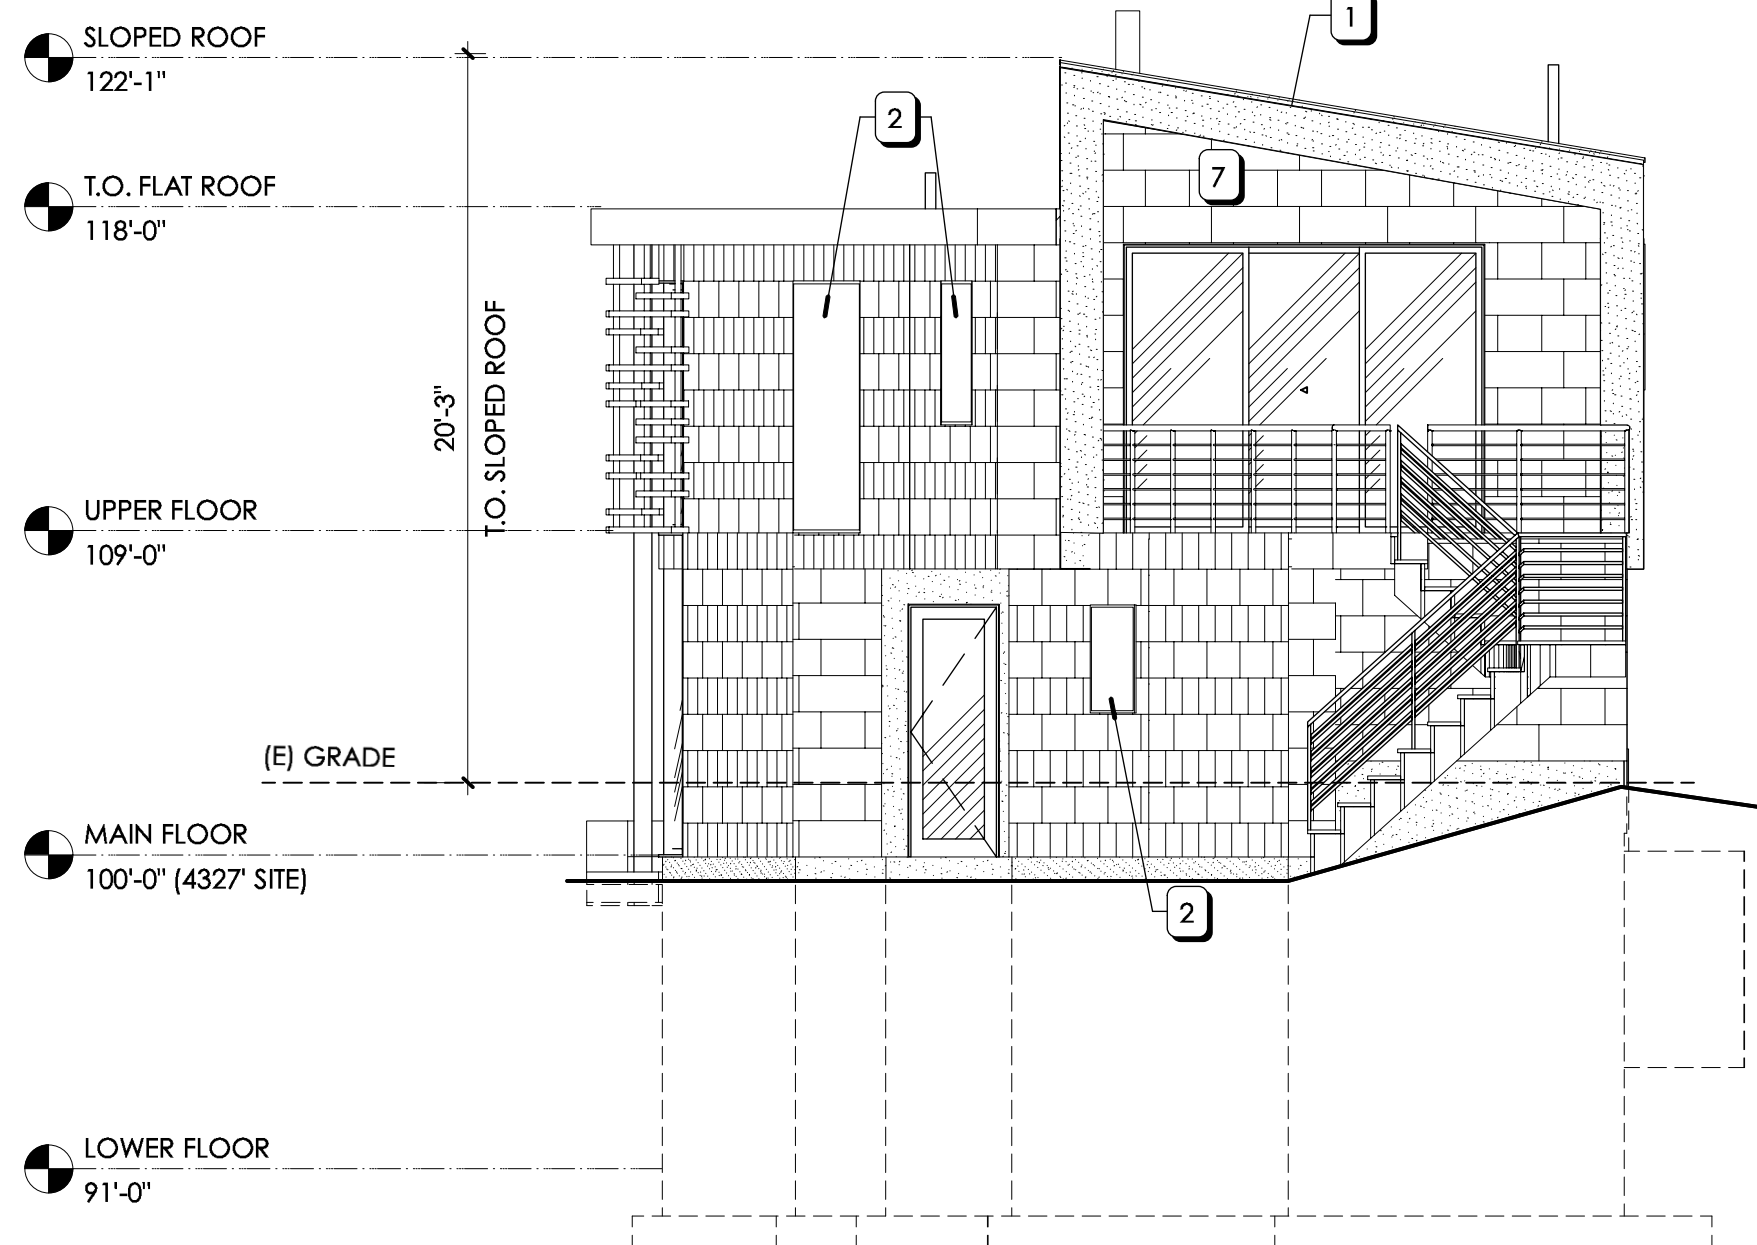 1
SLOPED ROOF
122'-1"
2
T.O. FLAT ROOF
118'-0"
7
20'-3"
T.O. SLOPED ROOF
UPPER FLOOR
109'-0"
(E) GRADE
MAIN FLOOR
100'-0" (4327' SITE)
2
LOWER FLOOR
91'-0"